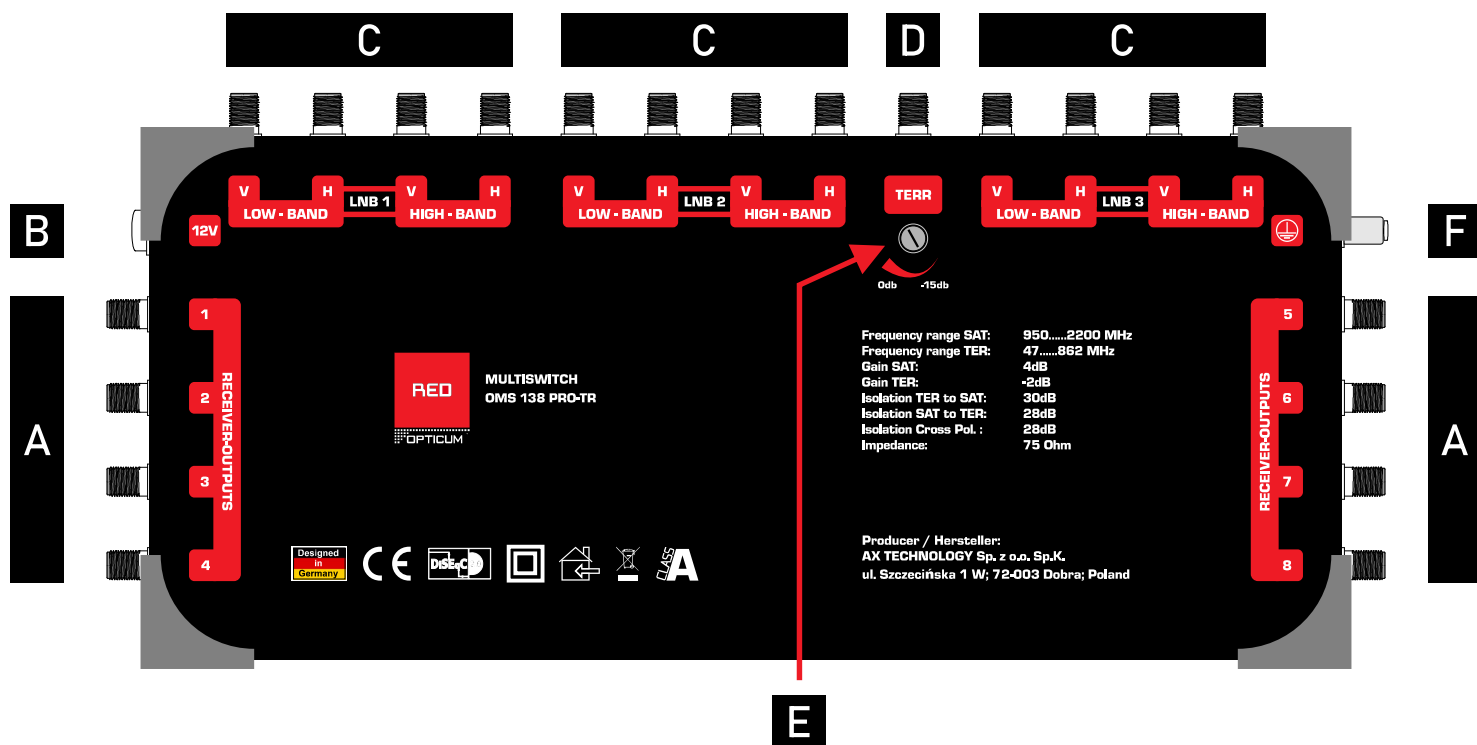 C C D C
V H V H V H V H TERR V H V H
LNB 1 LNB 2 LNB 3
LOW - BAND HIGH - BAND LOW - BAND HIGH - BAND LOW - BAND HIGH - BAND
B 12V F
0db -15db
A
1
2
3
4
RECEIVER-OUTPUTS
RED
OPTICUM
MULTISWITCH
OMS 138 PRO-TR
Frequency range SAT: 950.....2200 MHz
Frequency range TER: 47.....862 MHz
Gain SAT: 4dB
Gain TER: -2dB
Isolation TER to SAT: 30dB
Isolation SAT to TER: 28dB
Isolation Cross Pol. : 28dB
Impedance: 75 Ohm
5
6
7
8
RECEIVER-OUTPUTS
A
Designed
in
Germany
CE
DiSEqC
CLASS A
Producer / Hersteller:
AX TECHNOLOGY Sp. z o.o. Sp.K.
ul. Szczecińska 1 W; 72-003 Dobra; Poland
E